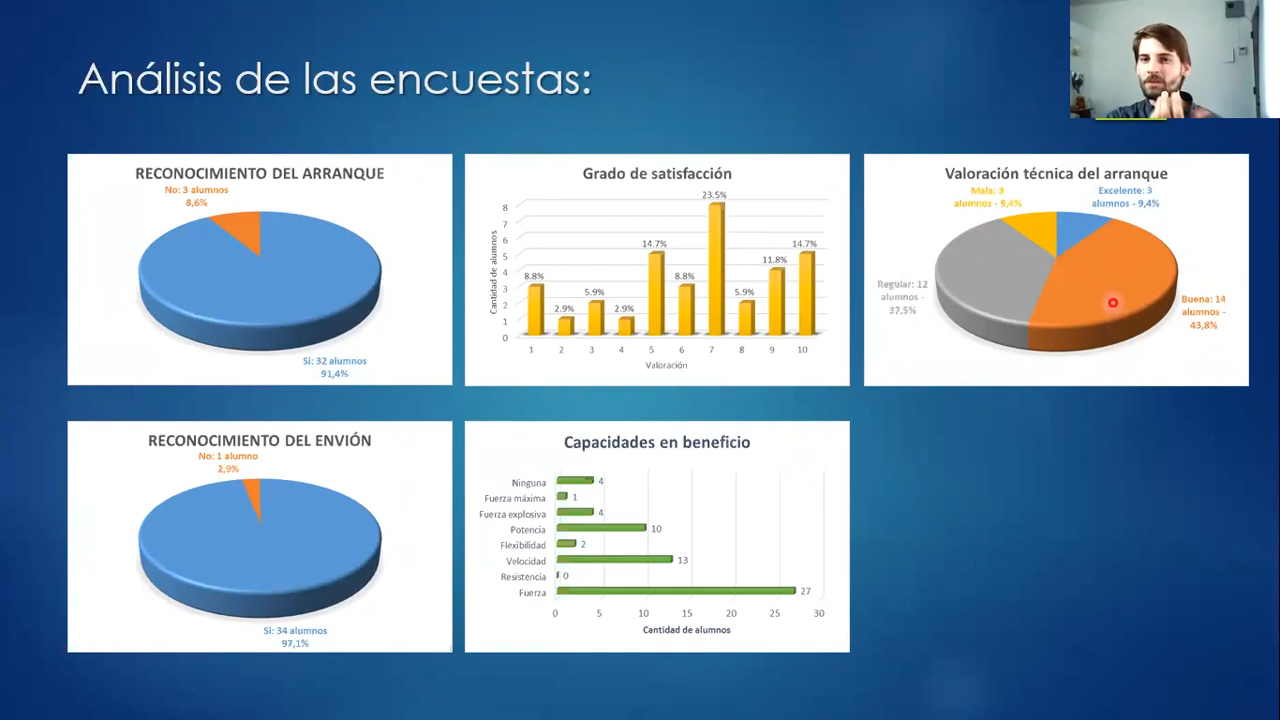 Análisis de las encuestas:
RECONOCIMIENTO DEL ARRANQUE
No: 3 alumnos
8,6%
Si: 32 alumnos
91,4%
Grado de satisfacción
Cantidad de alumnos
8
7
6
5
4
3
2
1
0
8.8%
2.9%
5.9%
2.9%
14.7%
8.8%
23.5%
5.9%
11.8%
14.7%
1 2 3 4 5 6 7 8 9 10
Valoración
Valoración técnica del arranque
Mala: 3
alumnos - 9,4%
Excelente: 3
alumnos - 9,4%
Regular: 12
alumnos -
37,5%
Buena: 14
alumnos -
43,8%
RECONOCIMIENTO DEL ENVIÓN
No: 1 alumno
2,9%
Si: 34 alumnos
97,1%
Capacidades en beneficio
Ninguna 4
Fuerza máxima 1
Fuerza explosiva 4
Potencia 10
Flexibilidad 2
Velocidad 13
Resistencia 0
Fuerza 27
0 5 10 15 20 25 30
Cantidad de alumnos